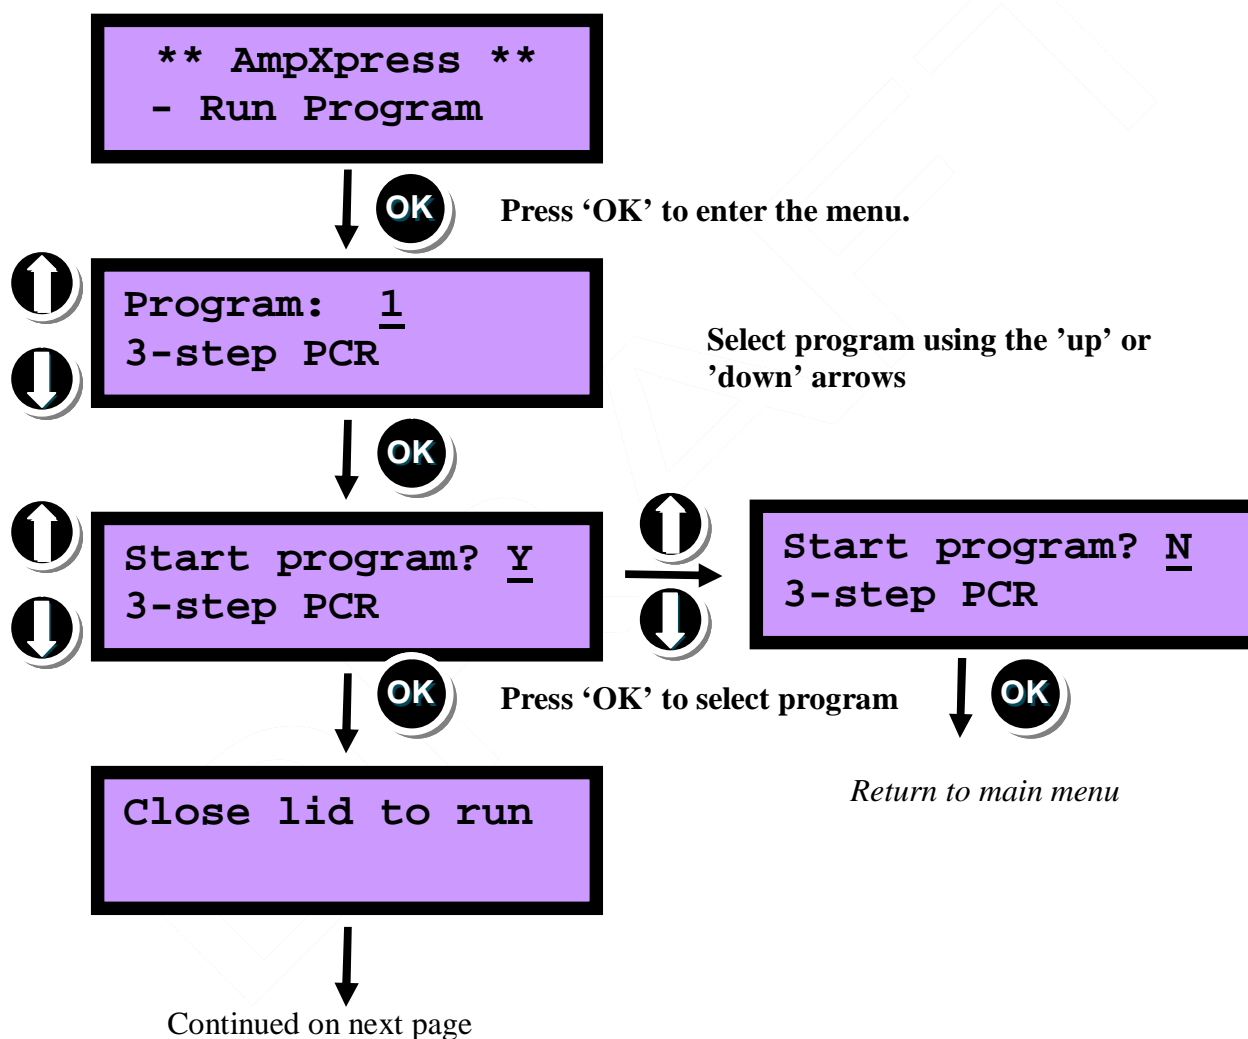 ** AmpXpress **
- Run Program
OK
Press ‘OK’ to enter the menu.
Program: 1
3-step PCR
Select program using the ’up’ or
’down’ arrows
OK
Start program? Y
3-step PCR
Start program? N
3-step PCR
OK
Press ‘OK’ to select program
OK
Return to main menu
Close lid to run
Continued on next page